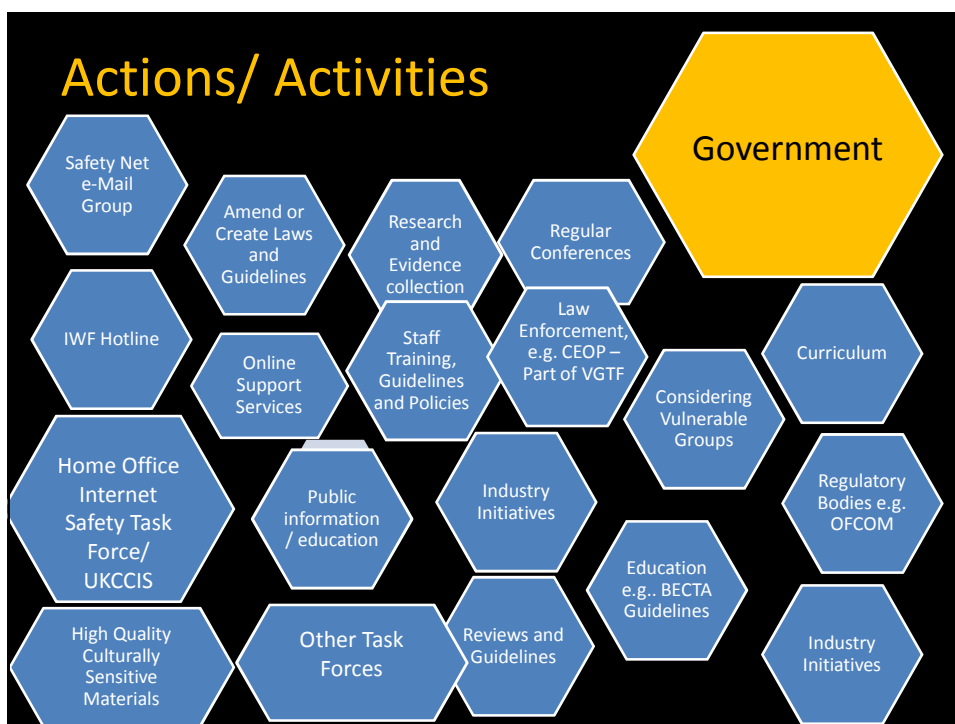 Actions/ Activities
Government
Safety Net
e-Mail
Group
Amend or
Create Laws
and
Guidelines
Research
and
Evidence
collection
Regular
Conferences
IWF Hotline
Online
Support
Services
Staff
Training,
Guidelines
and Policies
Law
Enforcement,
e.g. CEOP –
Part of VGTF
Considering
Vulnerable
Groups
Curriculum
Home Office
Internet
Safety Task
Force/
UKCCIS
Public
information
/ education
Industry
Initiatives
Regulatory
Bodies e.g.
OFCOM
Education
e.g.. BECTA
Guidelines
High Quality
Culturally
Sensitive
Materials
Other Task
Forces
Reviews and
Guidelines
Industry
Initiatives